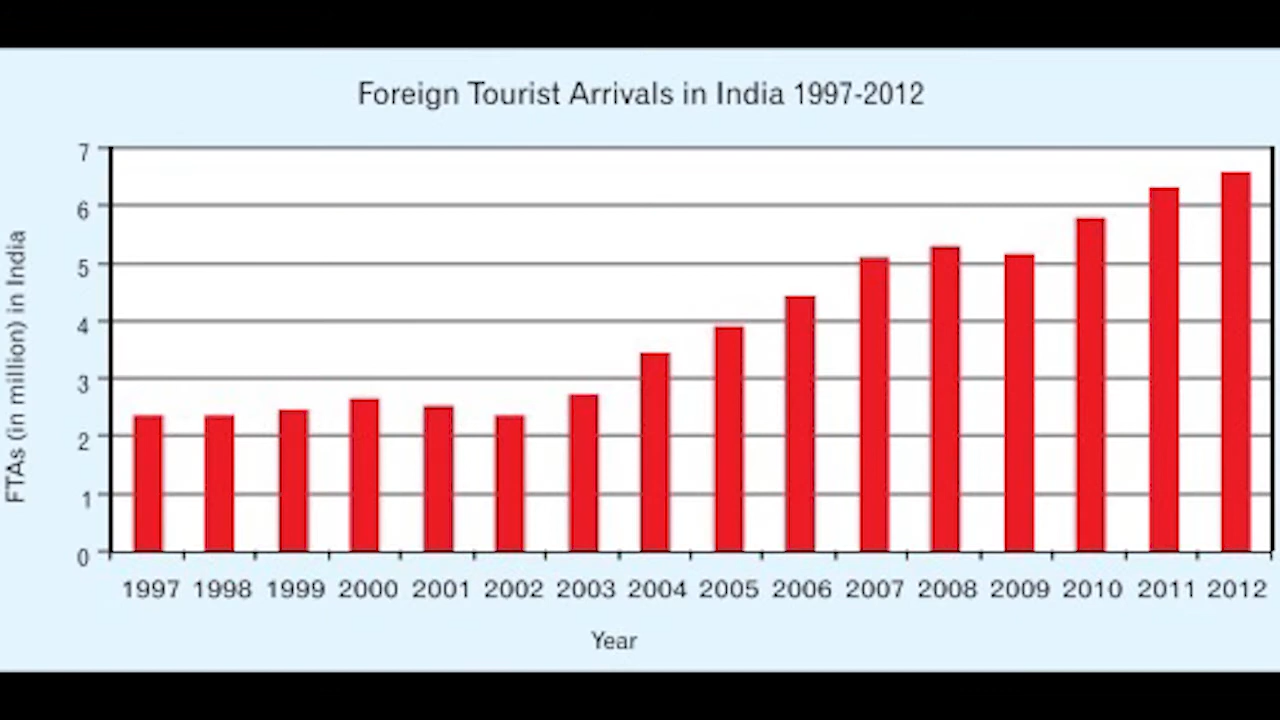 Foreign Tourist Arrivals in India 1997-2012
FTAs (in million) in India
7
6
5
4
3
2
1
0
1997 1998 1999 2000 2001 2002 2003 2004 2005 2006 2007 2008 2009 2010 2011 2012
Year